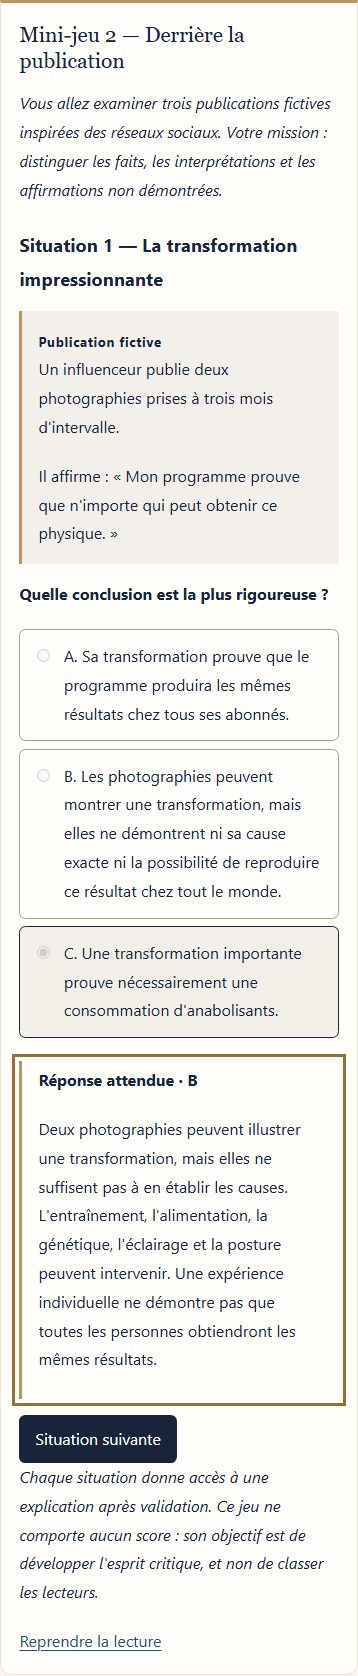 Mini-jeu 2 — Derrière la
publication
Vous allez examiner trois publications fictives
inspirées des réseaux sociaux. Votre mission :
distinguer les faits, les interprétations et les
affirmations non démontrées.
Situation 1 — La transformation
impressionnante
Publication fictive
Un influenceur publie deux
photographies prises à trois mois
d'intervalle.
Il affirme : « Mon programme prouve
que n'importe qui peut obtenir ce
physique. »
Quelle conclusion est la plus rigoureuse ?
A. Sa transformation prouve que le
programme produira les mêmes
résultats chez tous ses abonnés.
B. Les photographies peuvent
montrer une transformation, mais
elles ne démontrent ni sa cause
exacte ni la possibilité de reproduire
ce résultat chez tout le monde.
C. Une transformation importante
prouve nécessairement une
consommation d'anabolisants.
Réponse attendue · B
Deux photographies peuvent illustrer
une transformation, mais elles ne
suffisent pas à en établir les causes.
L'entraînement, l'alimentation, la
génétique, l'éclairage et la posture
peuvent intervenir. Une expérience
individuelle ne démontre pas que
toutes les personnes obtiendront les
mêmes résultats.
Situation suivante
Chaque situation donne accès à une
explication après validation. Ce jeu ne
comporte aucun score : son objectif est de
développer l'esprit critique, et non de classer
les lecteurs.
Reprendre la lecture